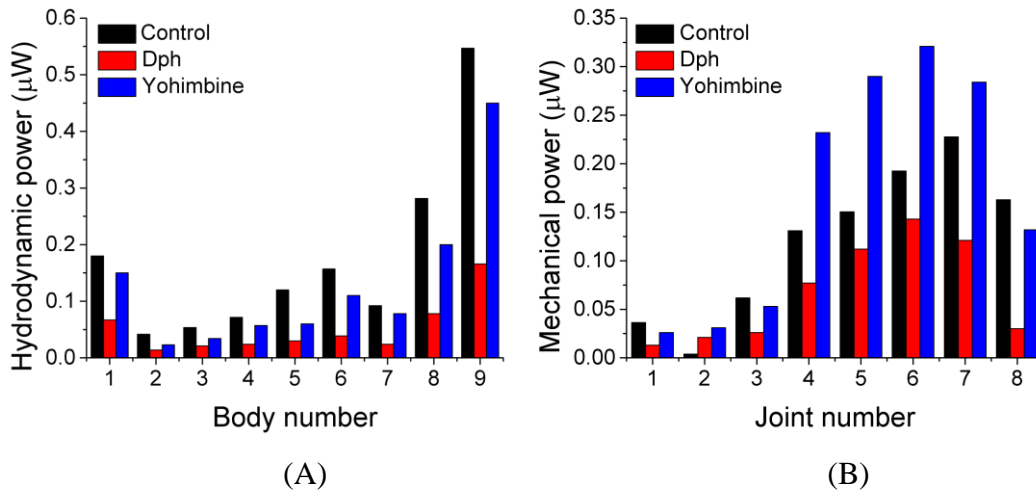 Hydrodynamic power (μW)
0.6
0.5
0.3
0.2
0.1
0.0
Control
Dph
Yohimbine
1 2 3 4 5 6 7 8 9
Body number
(A)
Mechanical power (μW)
0.35
0.30
0.25
0.20
0.15
0.10
0.05
0.00
Control
Dph
Yohimbine
1 2 3 4 5 6 7 8
Joint number
(B)